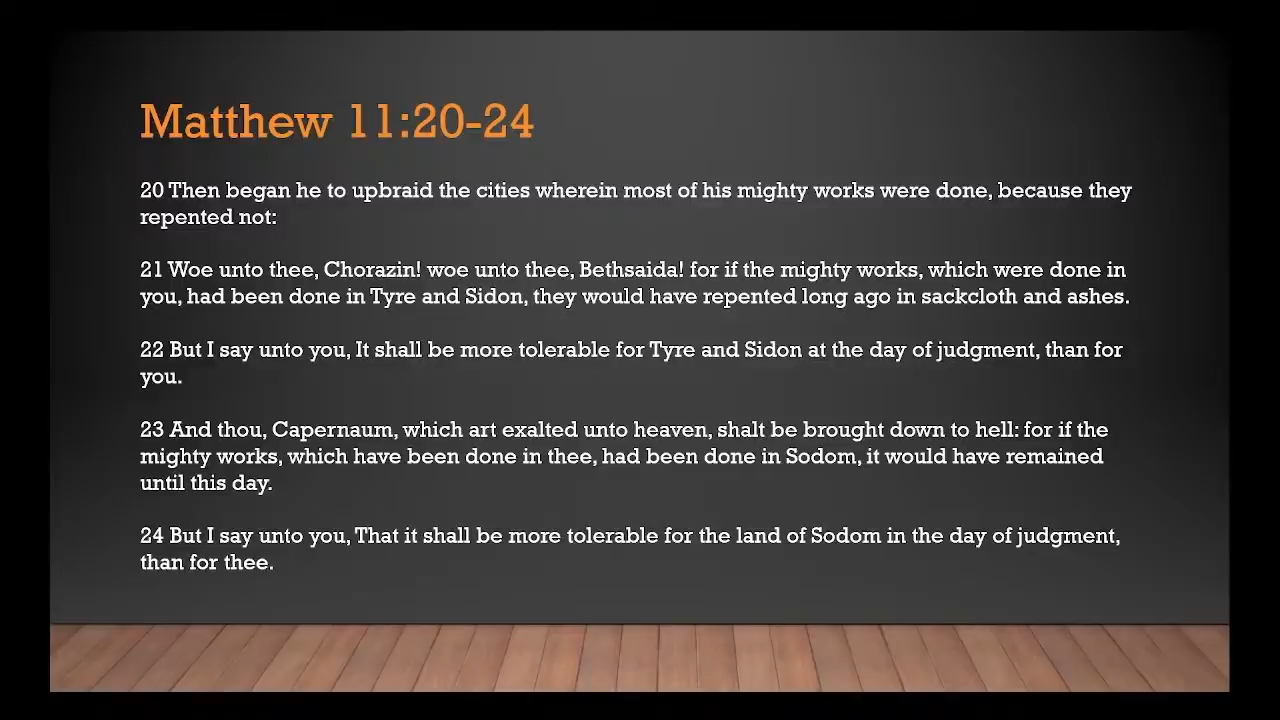 Matthew 11:20-24
20 Then began he to upbraid the cities wherein most of his mighty works were done, because they
repented not:
21 Woe unto thee, Chorazin! woe unto thee, Bethsaida! for if the mighty works, which were done in
you, had been done in Tyre and Sidon, they would have repented long ago in sackcloth and ashes.
22 But I say unto you, It shall be more tolerable for Tyre and Sidon at the day of judgment, than for
you.
23 And thou, Capernaum, which art exalted unto heaven, shalt be brought down to hell: for if the
mighty works, which have been done in thee, had been done in Sodom, it would have remained
until this day.
24 But I say unto you, That it shall be more tolerable for the land of Sodom in the day of judgment,
than for thee.